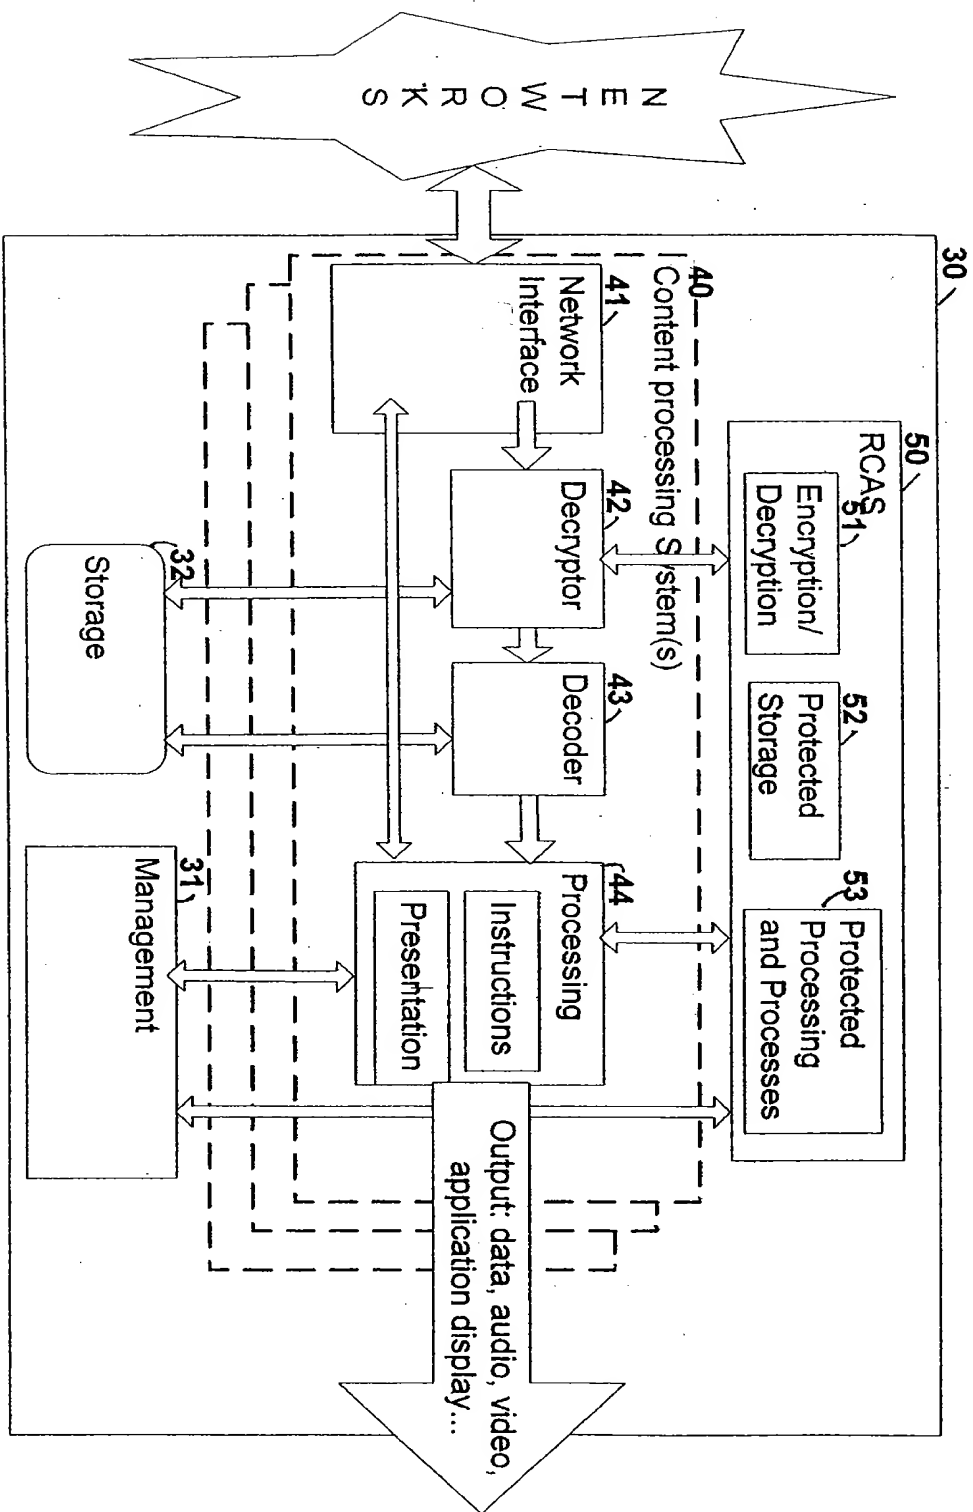 30
NETWORKS
50
RCAS
51
Encryption/
Decryption
52
Protected
Storage
53
Protected
Processing
and Processes
40
Content processing System(s)
41
Network
Interface
42
Decryptor
43
Decoder
44
Processing
Instructions
Presentation
Output: data, audio, video,
application display...
32
Storage
31
Management